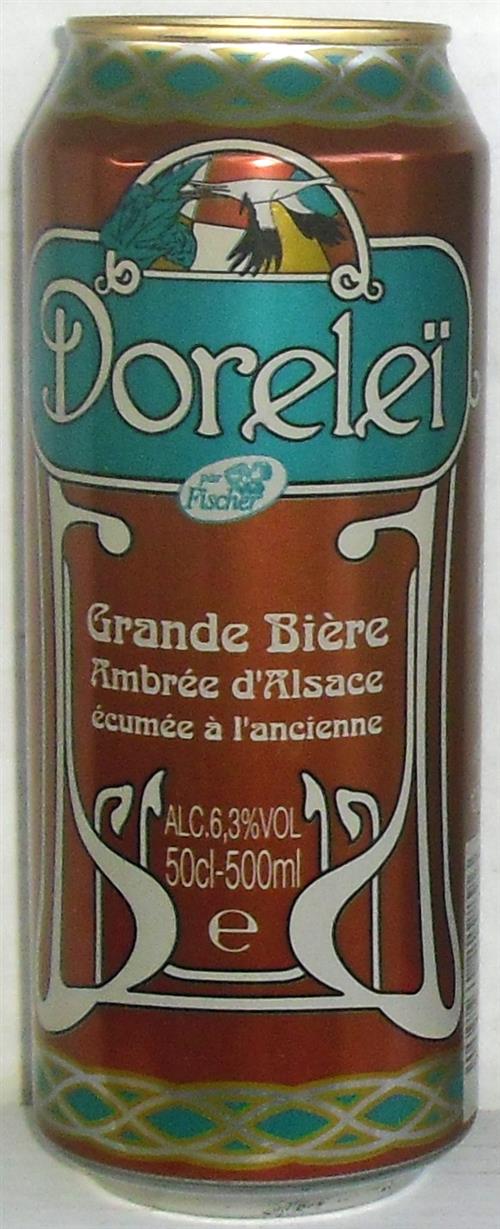 Doreleï
par
Fischer
Grande Bière
Ambrée d'Alsace
écumée à l'ancienne
ALC.6,3%VOL
50cl-500ml
e